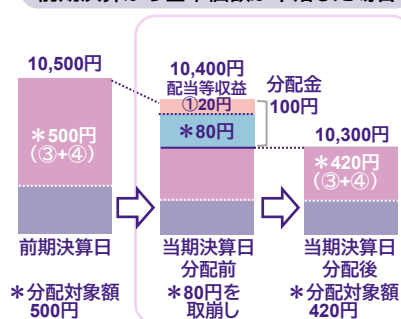 10,500円
＊500円
（③+④）
前期決算日
＊分配対象額
500円
10,400円
配当等収益
①20円
＊80円
分配金
100円
当期決算日
分配前
＊80円を
取崩し
10,300円
＊420円
（③+④）
当期決算日
分配後
＊分配対象額
420円